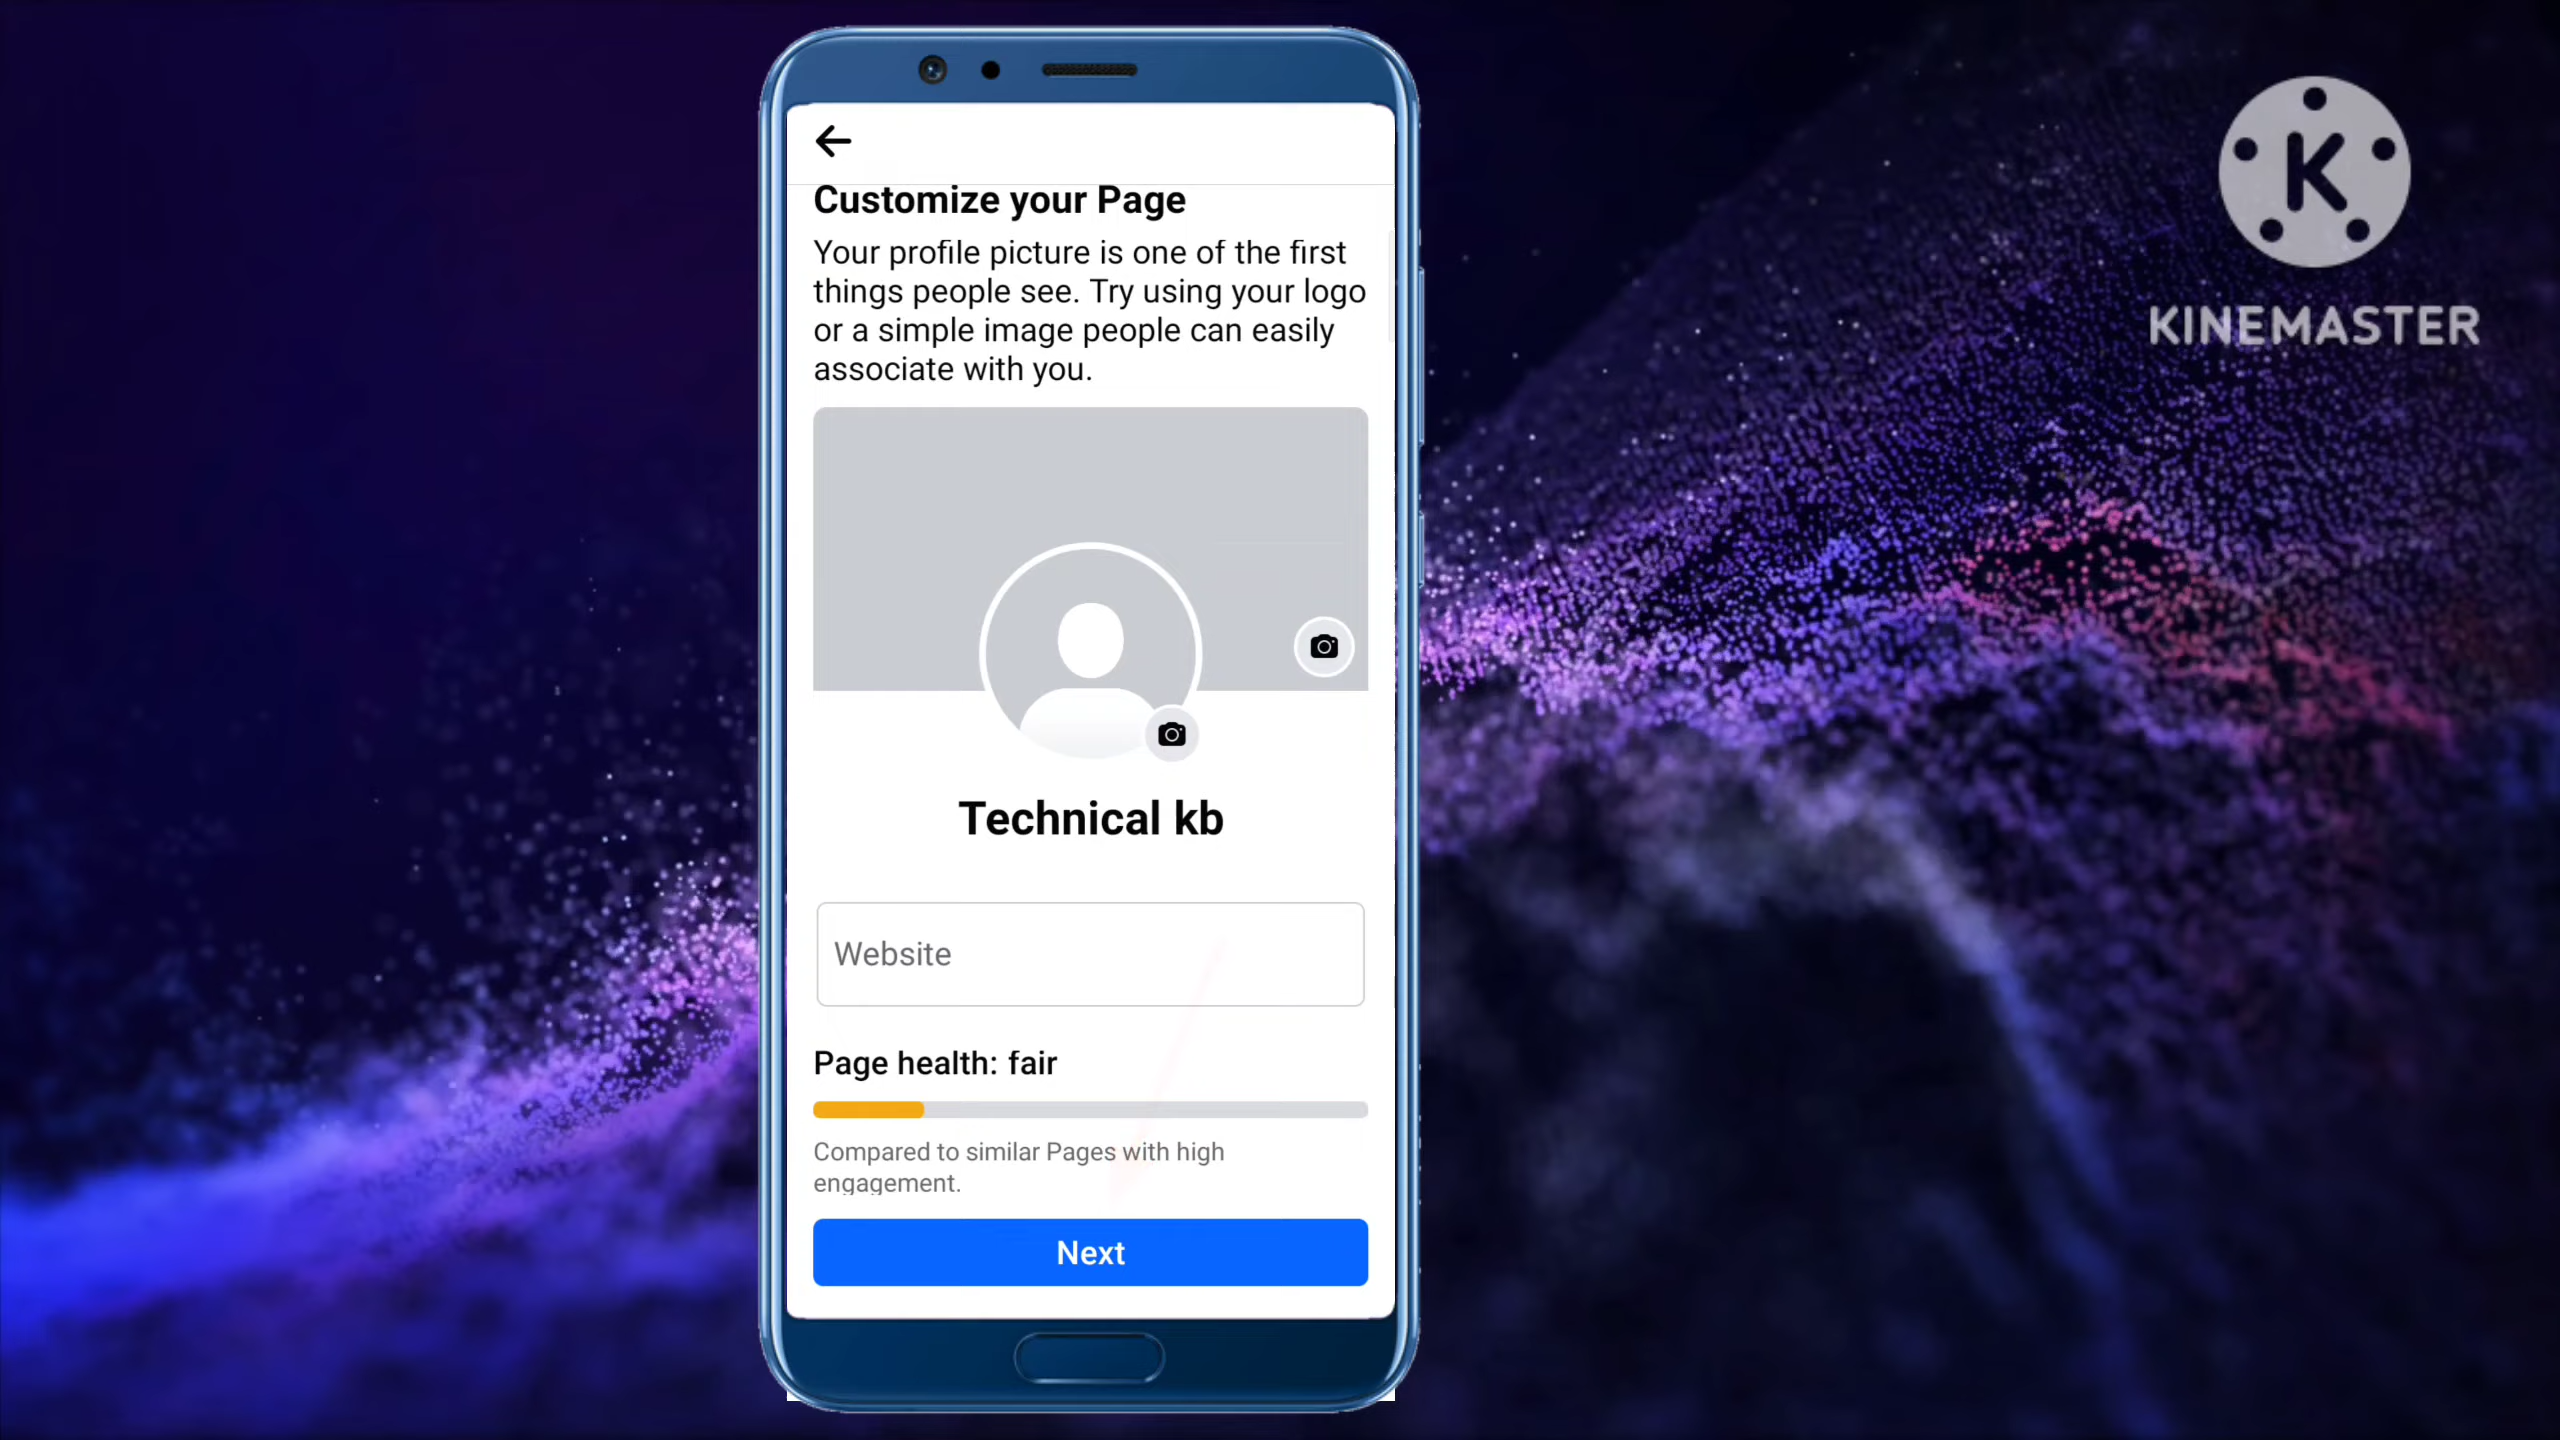 Customize your Page
Your profile picture is one of the first
things people see. Try using your logo
or a simple image people can easily
associate with you.
Technical kb
Website
Page health: fair
Compared to similar Pages with high
engagement.
Next
K
KINEMASTER